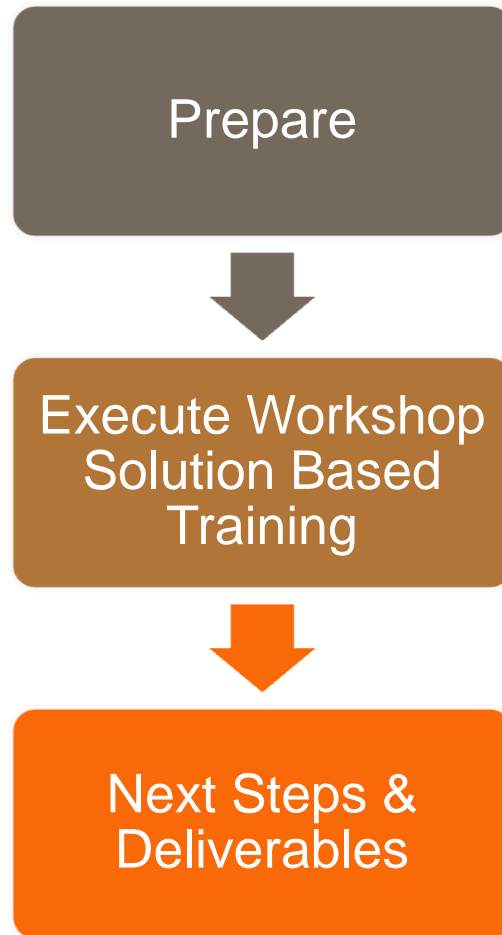 Prepare
Execute Workshop
Solution Based
Training
Next Steps &
Deliverables